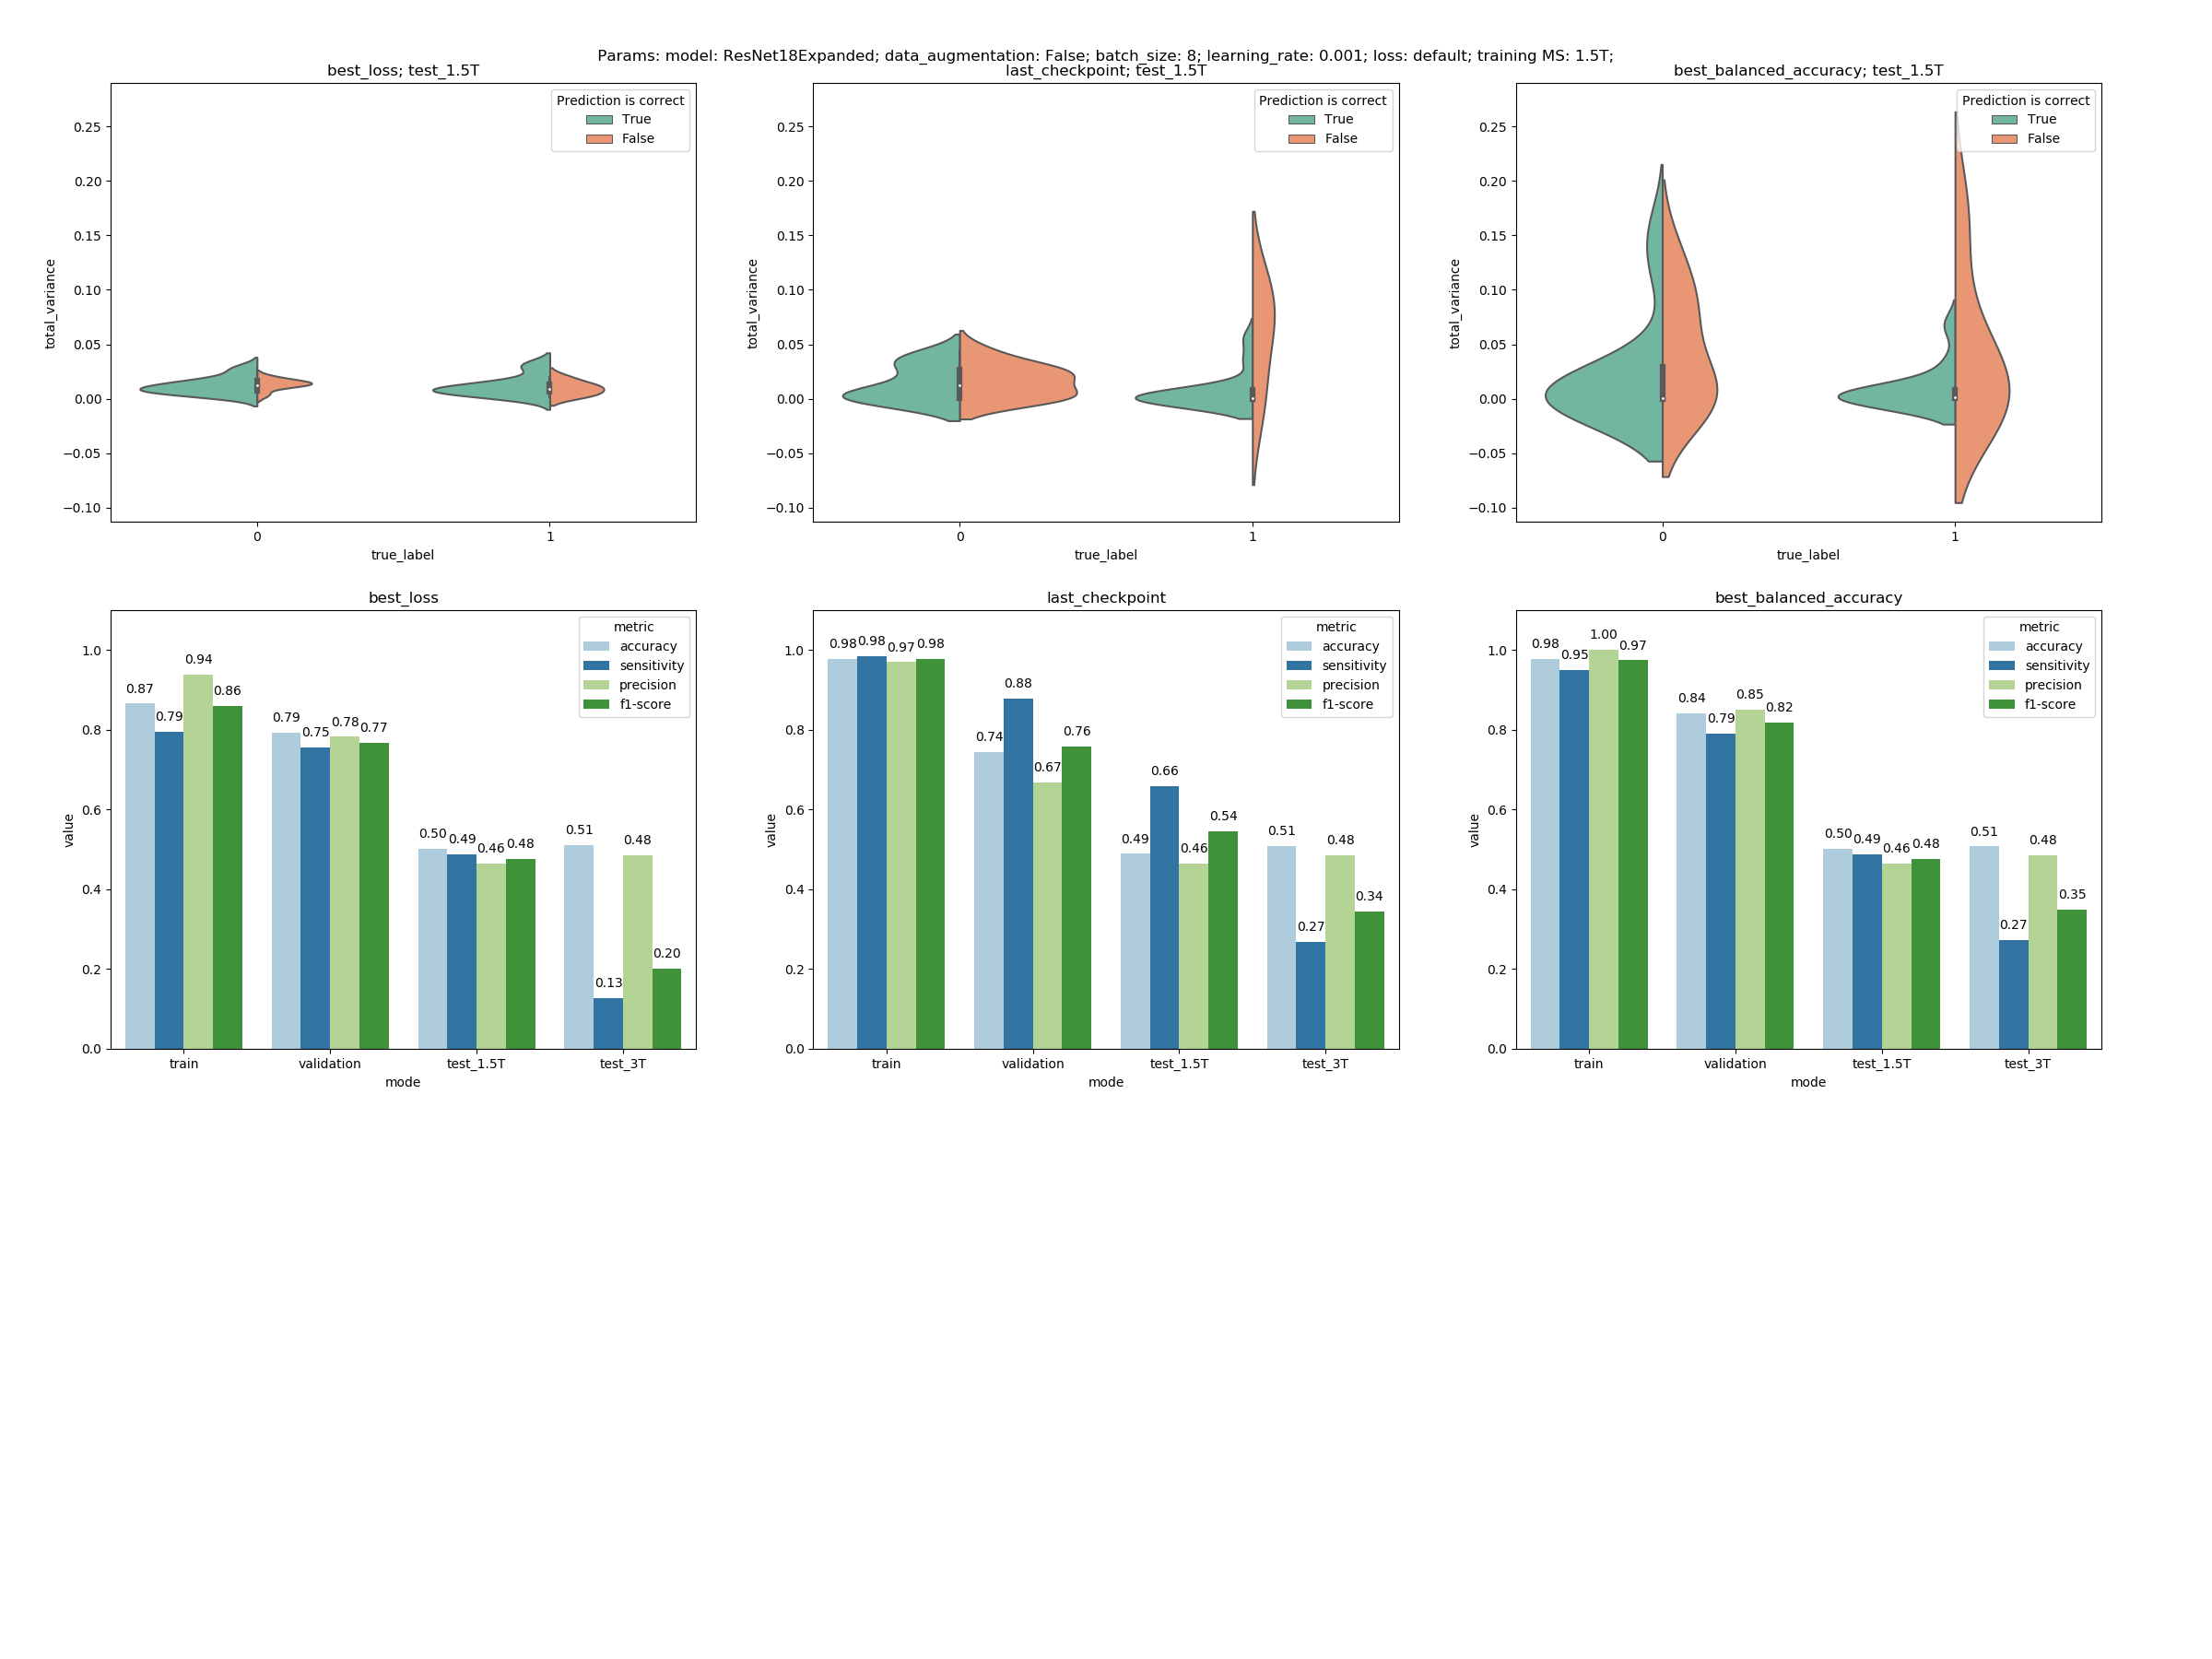 Params: model: ResNet18Expanded; data_augmentation: False; batch_size: 8; learning_rate: 0.001; loss: default; training MS: 1.5T;
best_loss; test_1.5T
Prediction is correct
True
False
0.25
0.20
0.15
0.10
0.05
0.00
−0.05
−0.10
total_variance
0 1
true_label
last_checkpoint; test_1.5T
Prediction is correct
True
False
0.25
0.20
0.15
0.10
0.05
0.00
−0.05
−0.10
total_variance
0 1
true_label
best_balanced_accuracy; test_1.5T
Prediction is correct
True
False
0.25
0.20
0.15
0.10
0.05
0.00
−0.05
−0.10
total_variance
0 1
true_label
best_loss
metric
accuracy
sensitivity
precision
f1-score
1.0
0.8
0.6
0.4
0.2
0.0
value
0.87 0.79 0.94 0.86
0.79 0.75 0.78 0.77
0.50 0.49 0.46 0.48
0.51 0.13 0.48 0.20
train validation test_1.5T test_3T
mode
last_checkpoint
metric
accuracy
sensitivity
precision
f1-score
1.0
0.8
0.6
0.4
0.2
0.0
value
0.98 0.98 0.97 0.98
0.74 0.88 0.67 0.76
0.49 0.66 0.46 0.54
0.51 0.27 0.48 0.34
train validation test_1.5T test_3T
mode
best_balanced_accuracy
metric
accuracy
sensitivity
precision
f1-score
1.0
0.8
0.6
0.4
0.2
0.0
value
0.98 0.95 1.00 0.97
0.84 0.79 0.85 0.82
0.50 0.49 0.46 0.48
0.51 0.27 0.48 0.35
train validation test_1.5T test_3T
mode